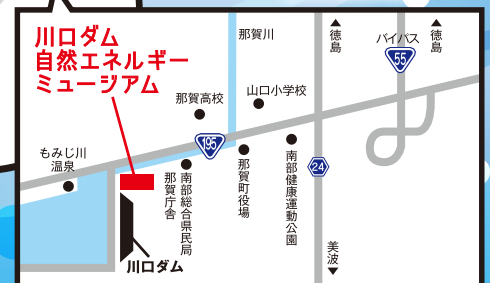 川口ダム
自然エネルギー
ミュージアム
那賀川
徳島
バイパス
徳島
55
那賀高校
山口小学校
195
もみじ川
温泉
南部総合県民局
那賀庁舎
那賀町役場
南部健康運動公園
24
美波
川口ダム